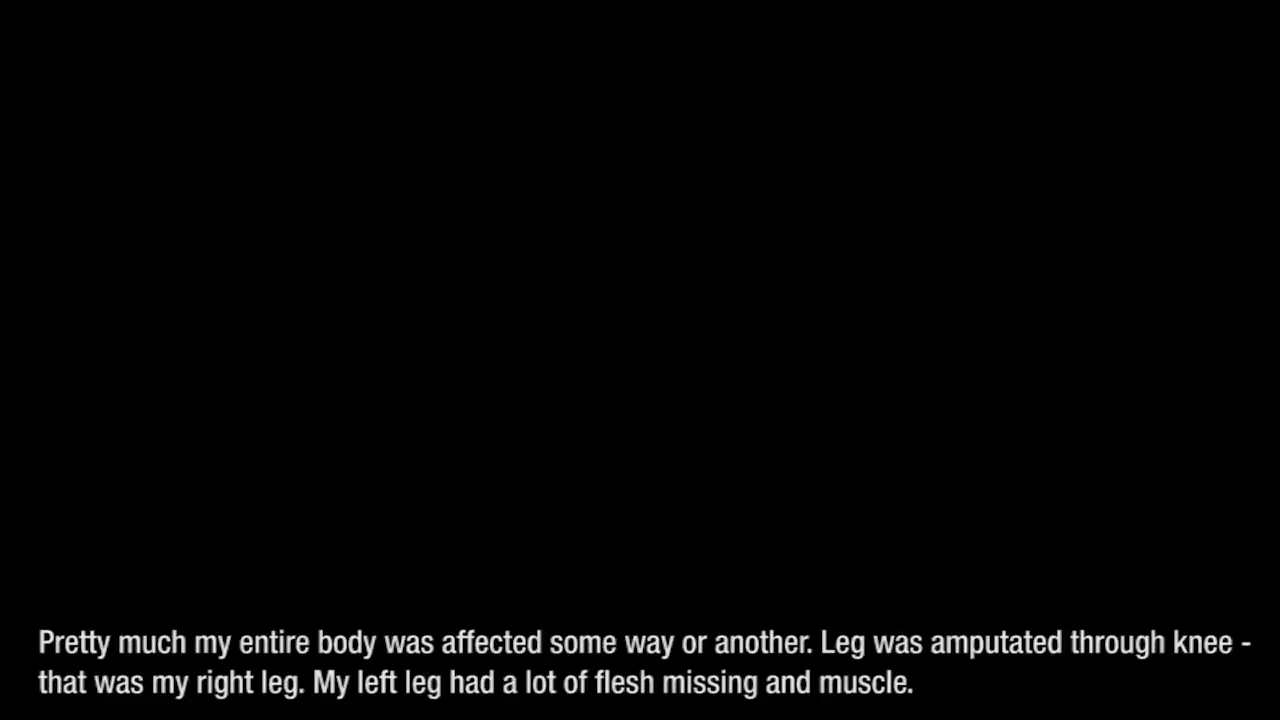 Pretty much my entire body was affected some way or another. Leg was amputated through knee -
that was my right leg. My left leg had a lot of flesh missing and muscle.